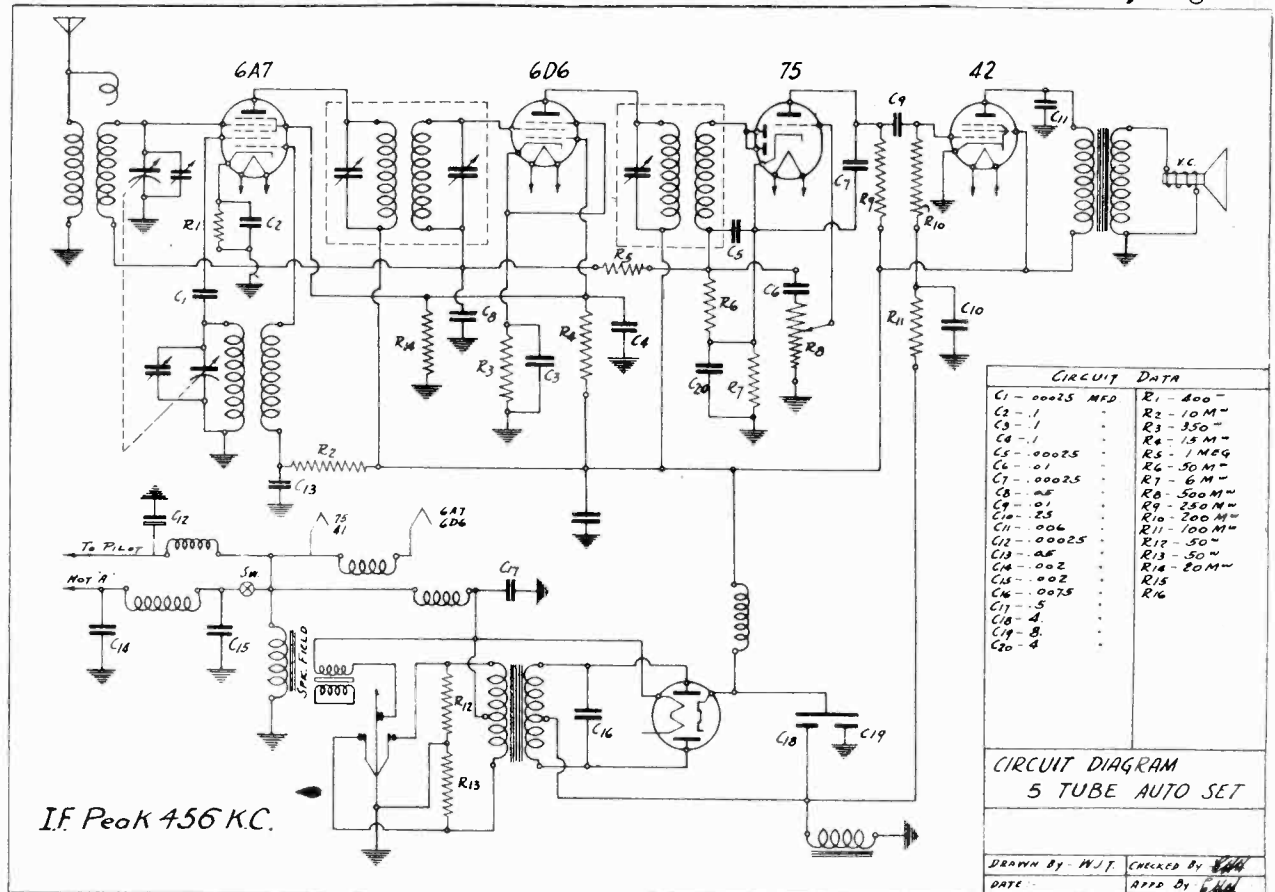 6A7
6D6
75
42
C9
C11
V.C.
C7
R9
R10
R1
C2
C1
R5
C5
C6
R6
R8
C8
R14
R3
C3
R4
C4
C20
R7
R11
C10
R2
C13
C12
To Pilot
75
41
6A7
6D6
Hot "A"
Sw.
C17
C14
C15
SPK. FIELD
R12
R13
C16
C18
C19
I.F. Peak 456 K.C.
CIRCUIT DATA
C1 - .00025 MFD
C2 - .1 "
C3 - .1 "
C4 - .1 "
C5 - .00025 "
C6 - .01 "
C7 - .00025 "
C8 - .05 "
C9 - .01 "
C10 - .25 "
C11 - .006 "
C12 - .00025 "
C13 - .05 "
C14 - .002 "
C15 - .002 "
C16 - .0075 "
C17 - .5 "
C18 - 4. "
C19 - 8. "
C20 - 4 "
R1 - 400 ~
R2 - 10 M~
R3 - 350 ~
R4 - 15 M~
R5 - 1 MEG
R6 - 50 M~
R7 - 6 M~
R8 - 500 M~
R9 - 250 M~
R10 - 200 M~
R11 - 100 M~
R12 - 50 ~
R13 - 50 ~
R14 - 20 M~
R15
R16
CIRCUIT DIAGRAM
5 TUBE AUTO SET
DRAWN By - W.J.T. CHECKED By
DATE APPD By